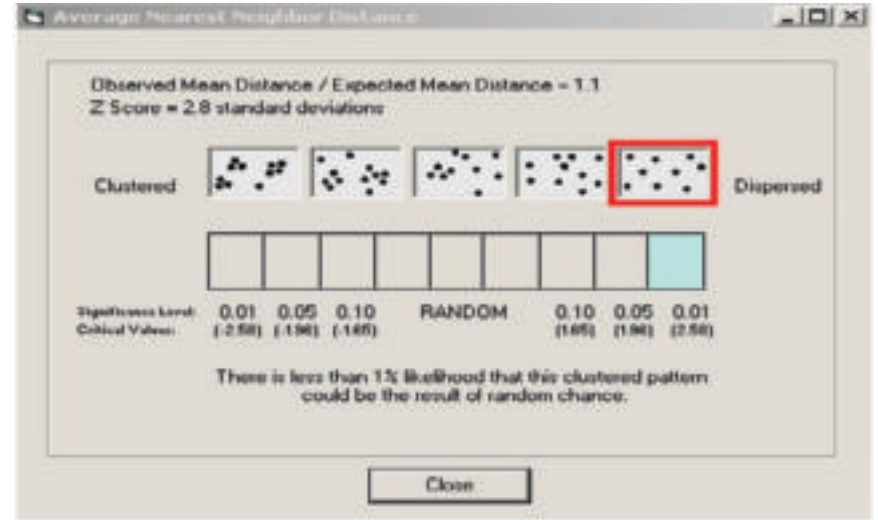 Average Nearest Neighbor Distance
Observed Mean Distance / Expected Mean Distance = 1.1
Z Score = 2.8 standard deviations
Clustered
Dispersed
Significance Level: 0.01 0.05 0.10 RANDOM 0.10 0.05 0.01
Critical Values: (-2.58) (-1.96) (-1.65) (1.65) (1.96) (2.58)
There is less than 1% likelihood that this clustered pattern
could be the result of random chance.
Close